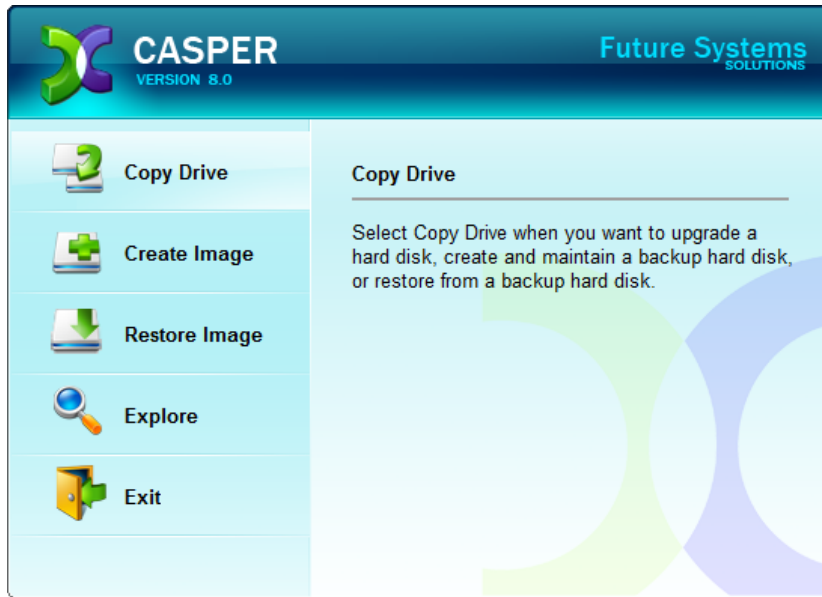 CASPER
VERSION 8.0
Future Systems
SOLUTIONS
Copy Drive
Create Image
Restore Image
Explore
Exit
Copy Drive
Select Copy Drive when you want to upgrade a
hard disk, create and maintain a backup hard disk,
or restore from a backup hard disk.